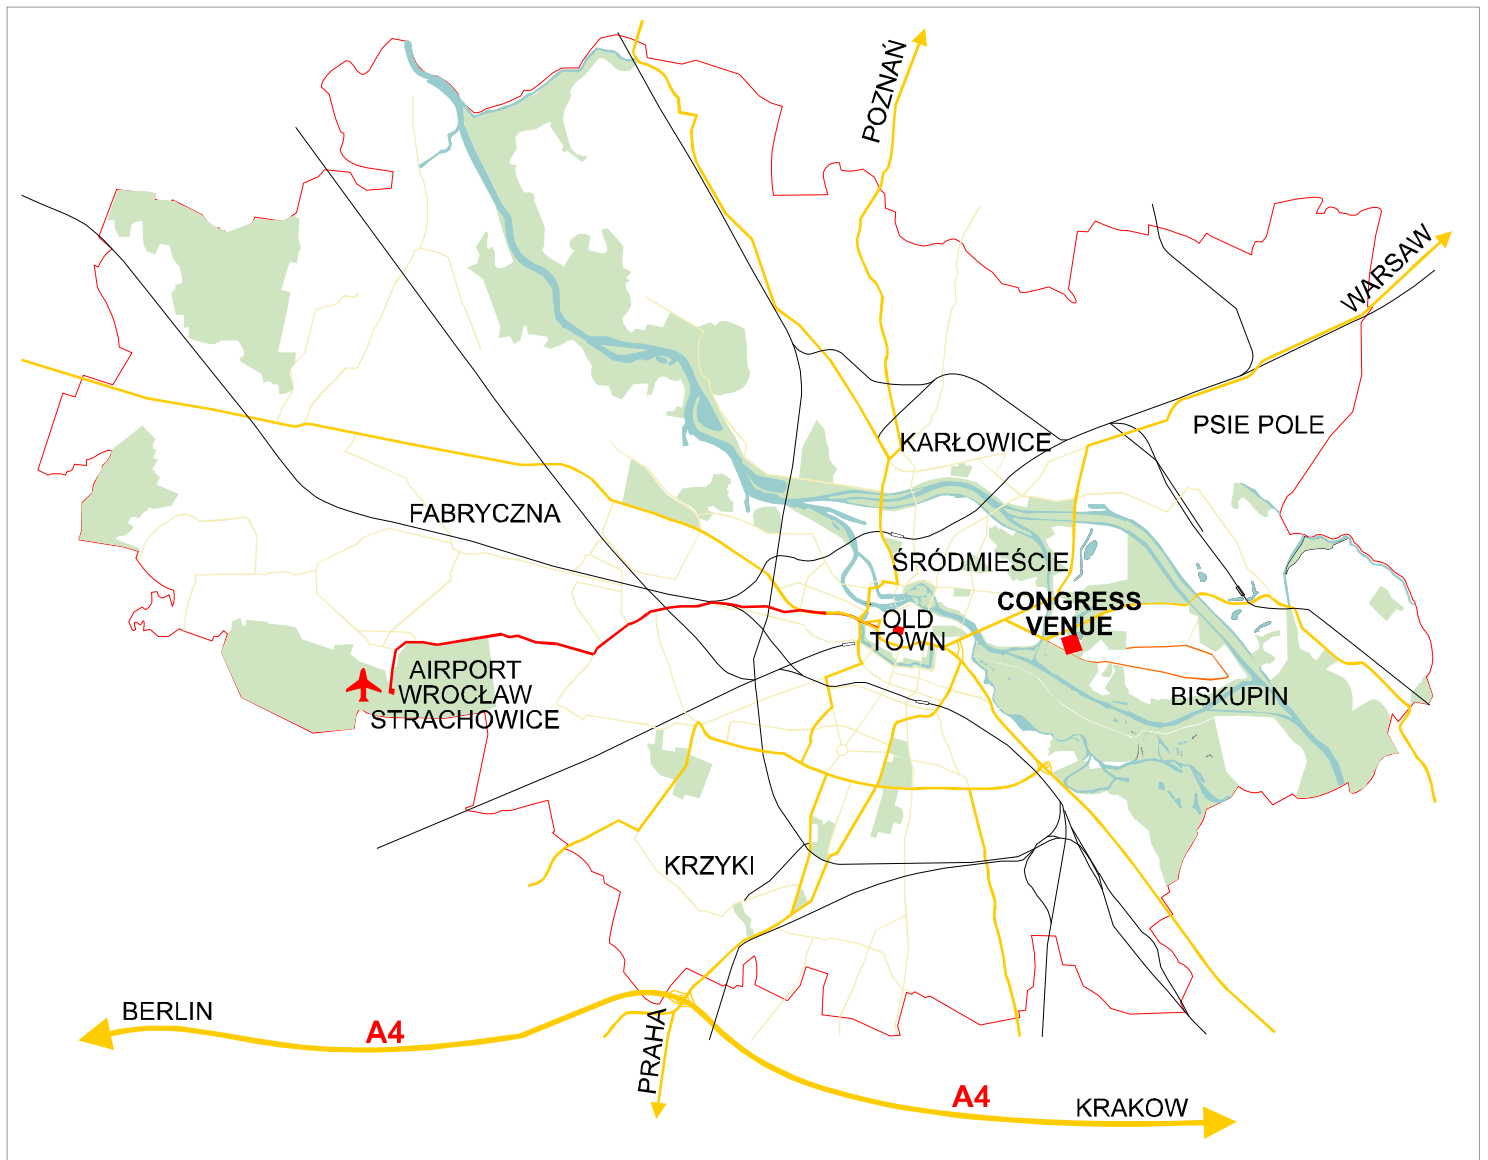 POZNAŃ
WARSAW
PSIE POLE
KARŁOWICE
FABRYCZNA
ŚRÓDMIEŚCIE
CONGRESS
VENUE
OLD
TOWN
AIRPORT
WROCŁAW
STRACHOWICE
BISKUPIN
KRZYKI
BERLIN
A4
PRAHA
A4
KRAKOW